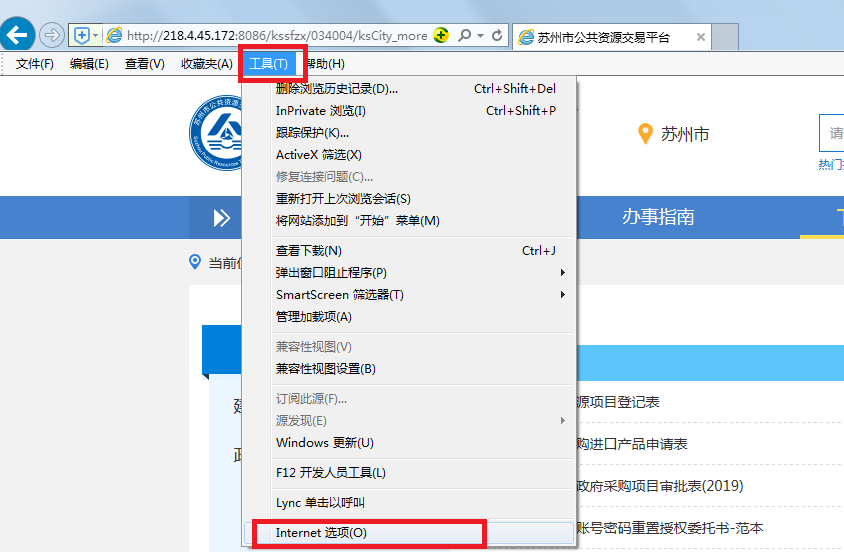 http://218.4.45.172:8086/kssfzx/034004/ksCity_more
苏州市公共资源交易平台
文件(F) 编辑(E) 查看(V) 收藏夹(A) 工具(T) 帮助(H)
删除浏览历史记录(D)... Ctrl+Shift+Del
InPrivate 浏览(I) Ctrl+Shift+P
跟踪保护(K)...
ActiveX 筛选(X)
修复连接问题(C)...
重新打开上次浏览会话(S)
将网站添加到“开始”菜单(M)
查看下载(N) Ctrl+J
弹出窗口阻止程序(P)
SmartScreen 筛选器(T)
管理加载项(A)
兼容性视图(V)
兼容性视图设置(B)
订阅此源(F)...
源发现(E)
Windows 更新(U)
F12 开发人员工具(L)
Lync 单击以呼叫
Internet 选项(O)
苏州市
请
热门
办事指南
当前
源项目登记表
购进口产品申请表
政府采购项目审批表(2019)
账号密码重置授权委托书-范本